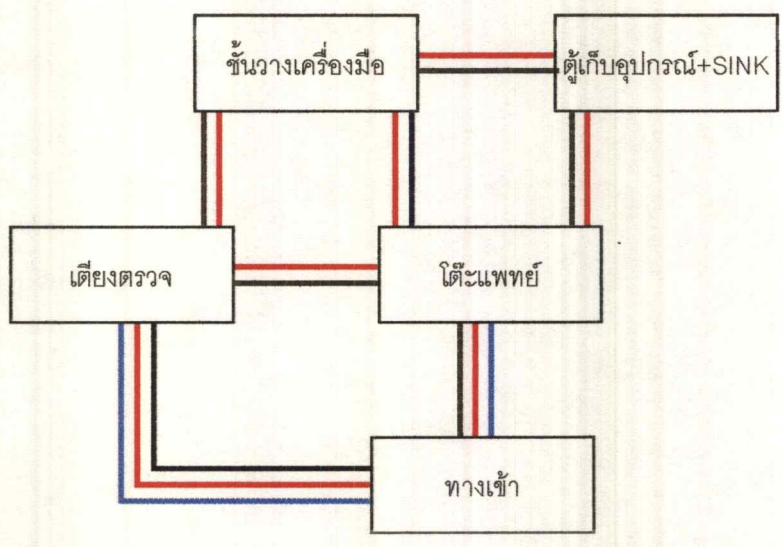 ชั้นวางเครื่องมือ
ตู้เก็บอุปกรณ์+SINK
เตียงตรวจ
โต๊ะแพทย์
ทางเข้า